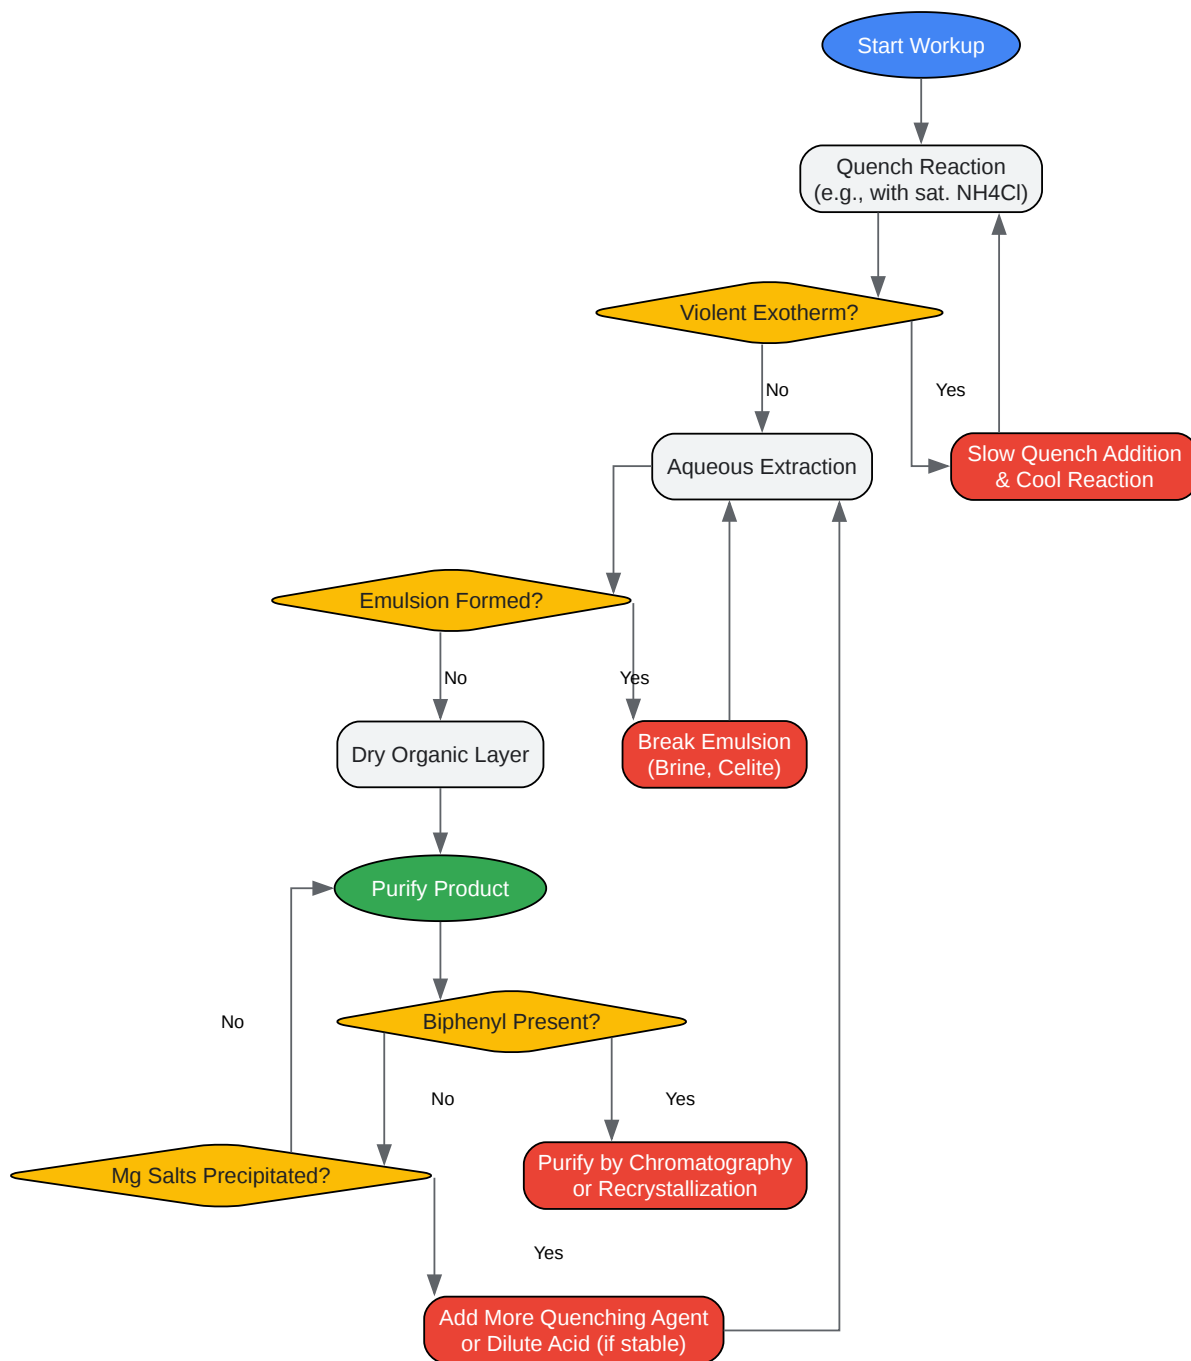 Start Workup
Quench Reaction
(e.g., with sat. NH4Cl)
Violent Exotherm?
No
Yes
Aqueous Extraction
Slow Quench Addition
& Cool Reaction
Emulsion Formed?
No
Yes
Dry Organic Layer
Break Emulsion
(Brine, Celite)
Purify Product
No
Biphenyl Present?
No
Yes
Mg Salts Precipitated?
Purify by Chromatography
or Recrystallization
Yes
Add More Quenching Agent
or Dilute Acid (if stable)